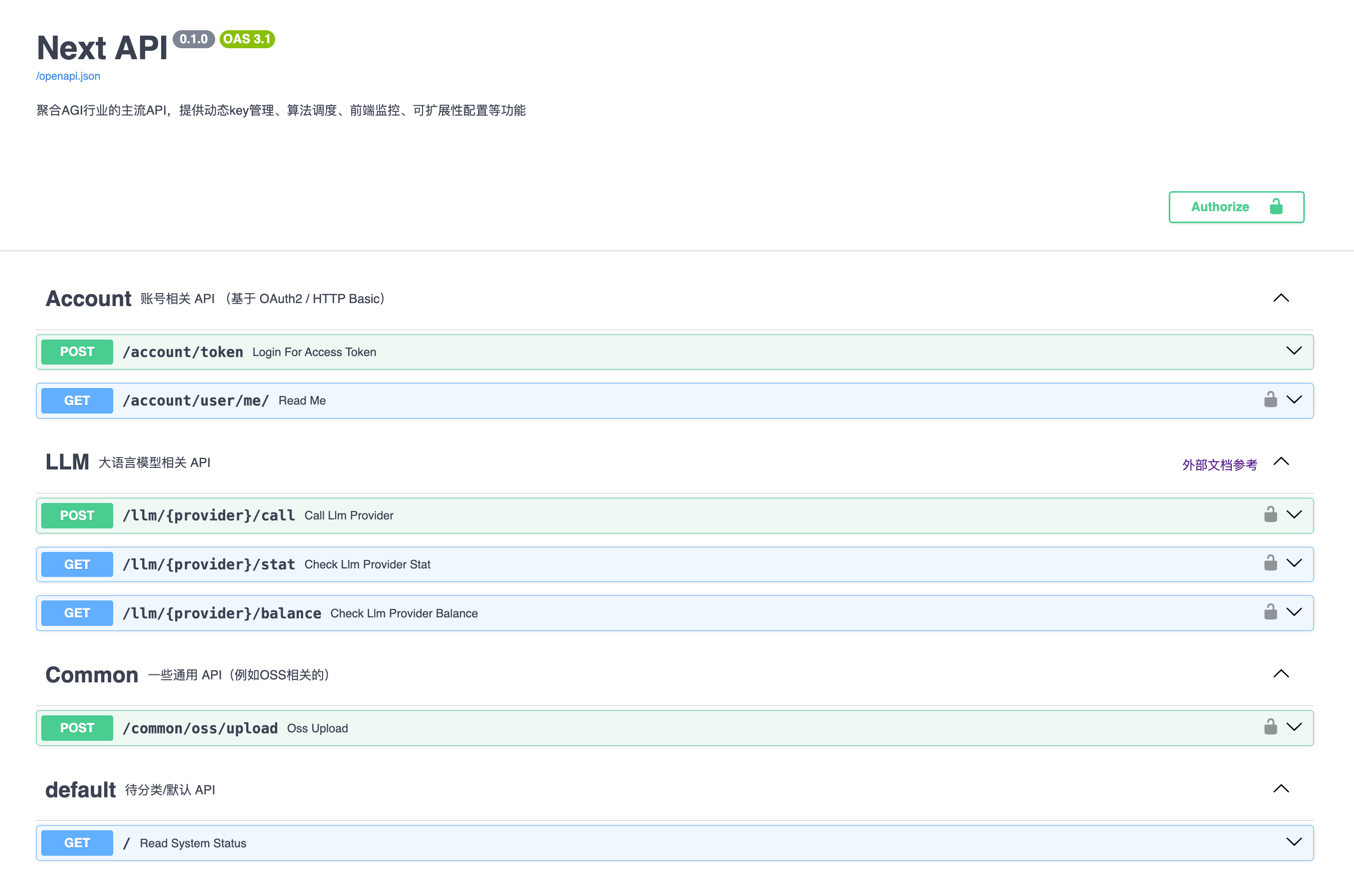 Next API 0.1.0 OAS 3.1
/openapi.json
聚合AGI行业的主流API，提供动态key管理、算法调度、前端监控、可扩展性配置等功能
Authorize
Account 账号相关 API （基于 OAuth2 / HTTP Basic）
POST /account/token Login For Access Token
GET /account/user/me/ Read Me
LLM 大语言模型相关 API 外部文档参考
POST /llm/{provider}/call Call Llm Provider
GET /llm/{provider}/stat Check Llm Provider Stat
GET /llm/{provider}/balance Check Llm Provider Balance
Common 一些通用 API（例如OSS相关的）
POST /common/oss/upload Oss Upload
default 待分类/默认 API
GET / Read System Status